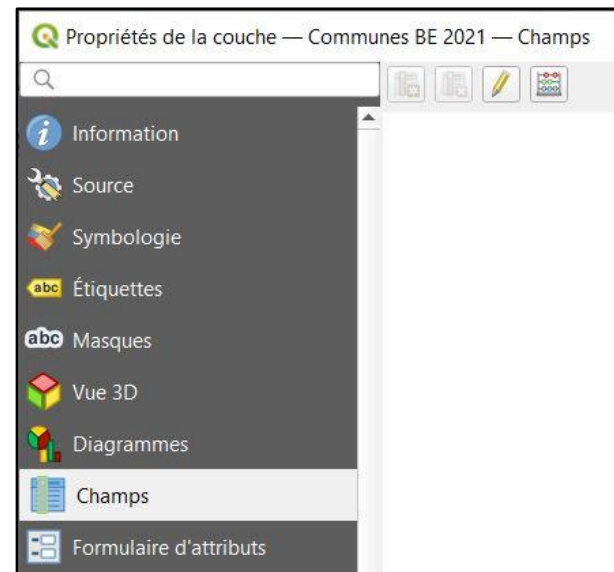 Propriétés de la couche — Communes BE 2021 — Champs
Information
Source
Symbologie
abc Étiquettes
abc Masques
Vue 3D
Diagrammes
Champs
Formulaire d'attributs